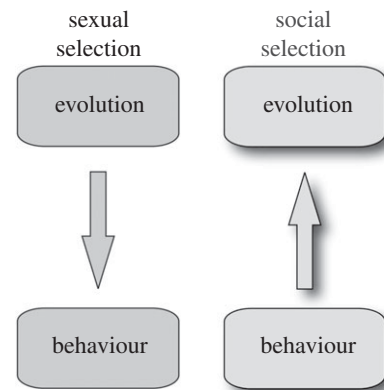 sexual
selection
evolution
behaviour
social
selection
evolution
behaviour